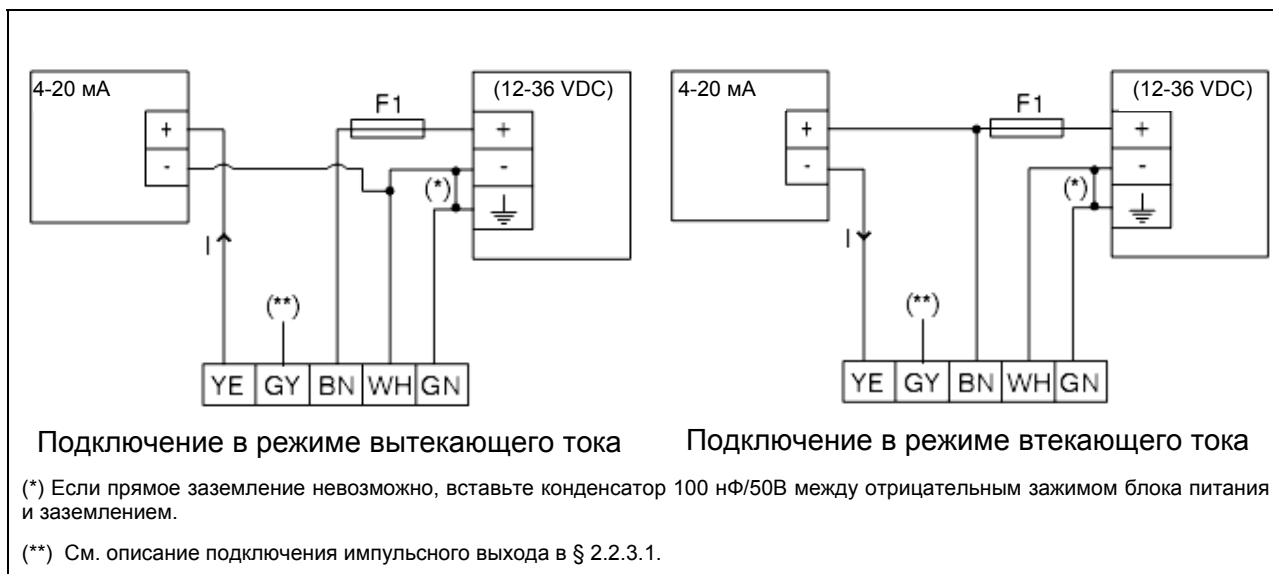 4-20 мА
+
-
F1
(12-36 VDC)
+
-
(*)
I
(**)
YE GY BN WH GN
Подключение в режиме вытекающего тока
4-20 мА
+
-
F1
(12-36 VDC)
+
-
(*)
I
(**)
YE GY BN WH GN
Подключение в режиме втекающего тока
(*) Если прямое заземление невозможно, вставьте конденсатор 100 нФ/50В между отрицательным зажимом блока питания
и заземлением.
(**) См. описание подключения импульсного выхода в § 2.2.3.1.